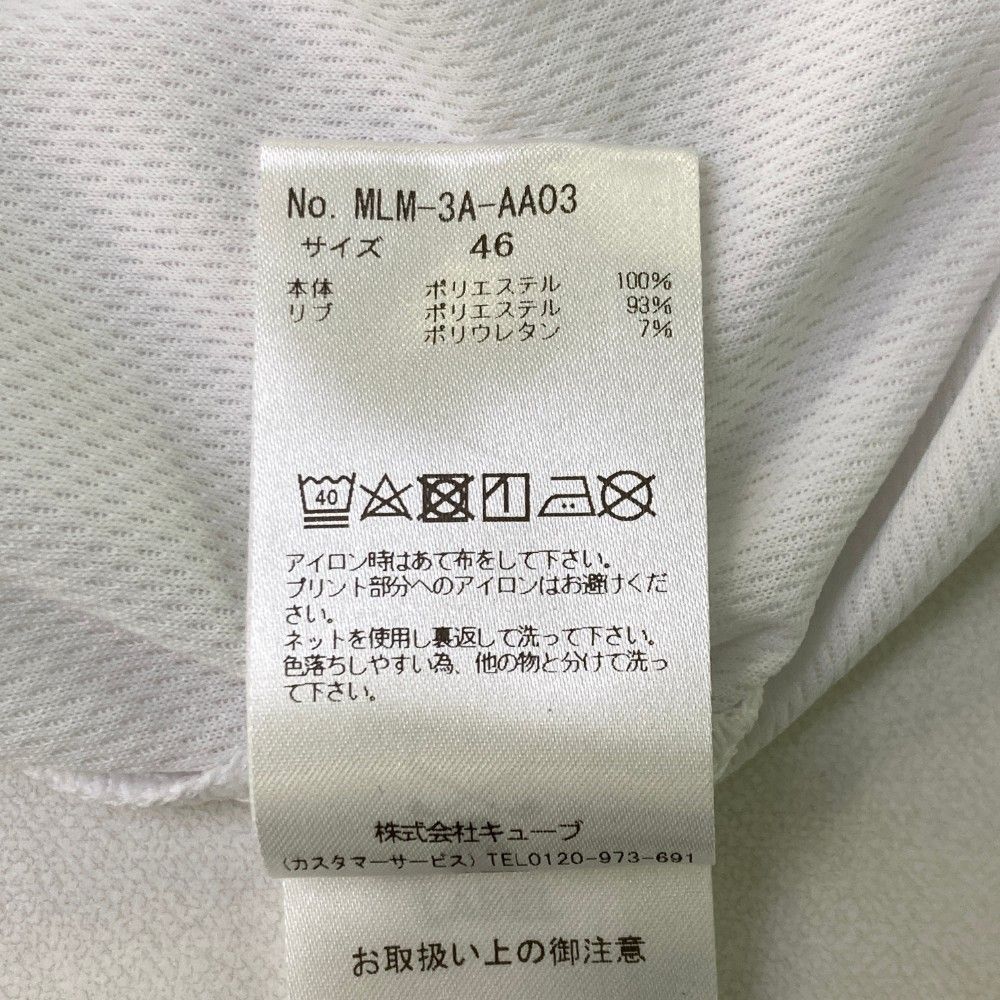 No. MLM-3A-AA03
サイズ 46
本体 ポリエステル 100%
リブ ポリエステル 93%
ポリウレタン 7%
40
アイロン時はあて布をして下さい。
プリント部分へのアイロンはお避けくだ
さい。
ネットを使用し裏返して洗って下さい。
色落ちしやすい為、他の物と分けて洗っ
て下さい。
株式会社キューブ
(カスタマーサービス) TEL0120-973-691
お取扱い上の御注意